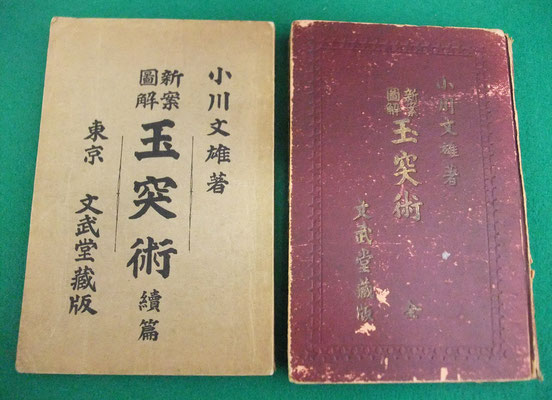 小川文雄著
新案
圖解
玉突術
續篇
東京 文武堂藏版
小川文雄著
新案
圖解
玉突術
全
文武堂藏版